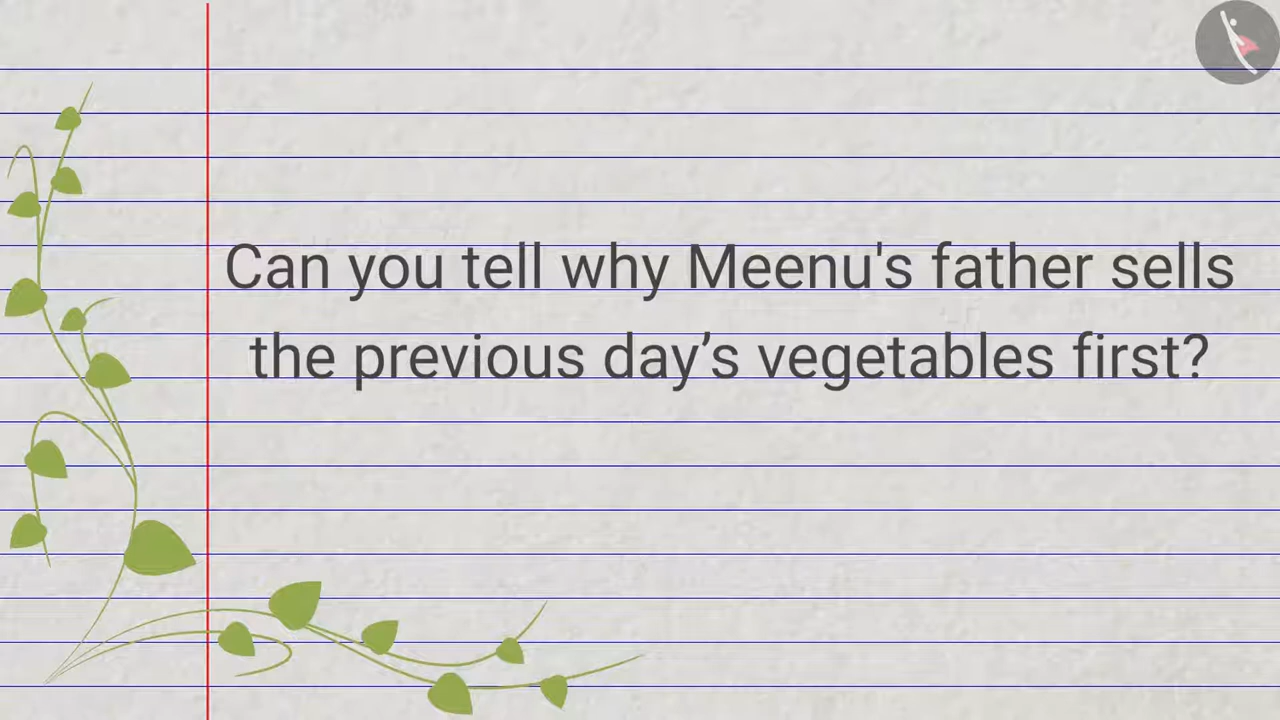 Can you tell why Meenu's father sells
the previous day’s vegetables first?